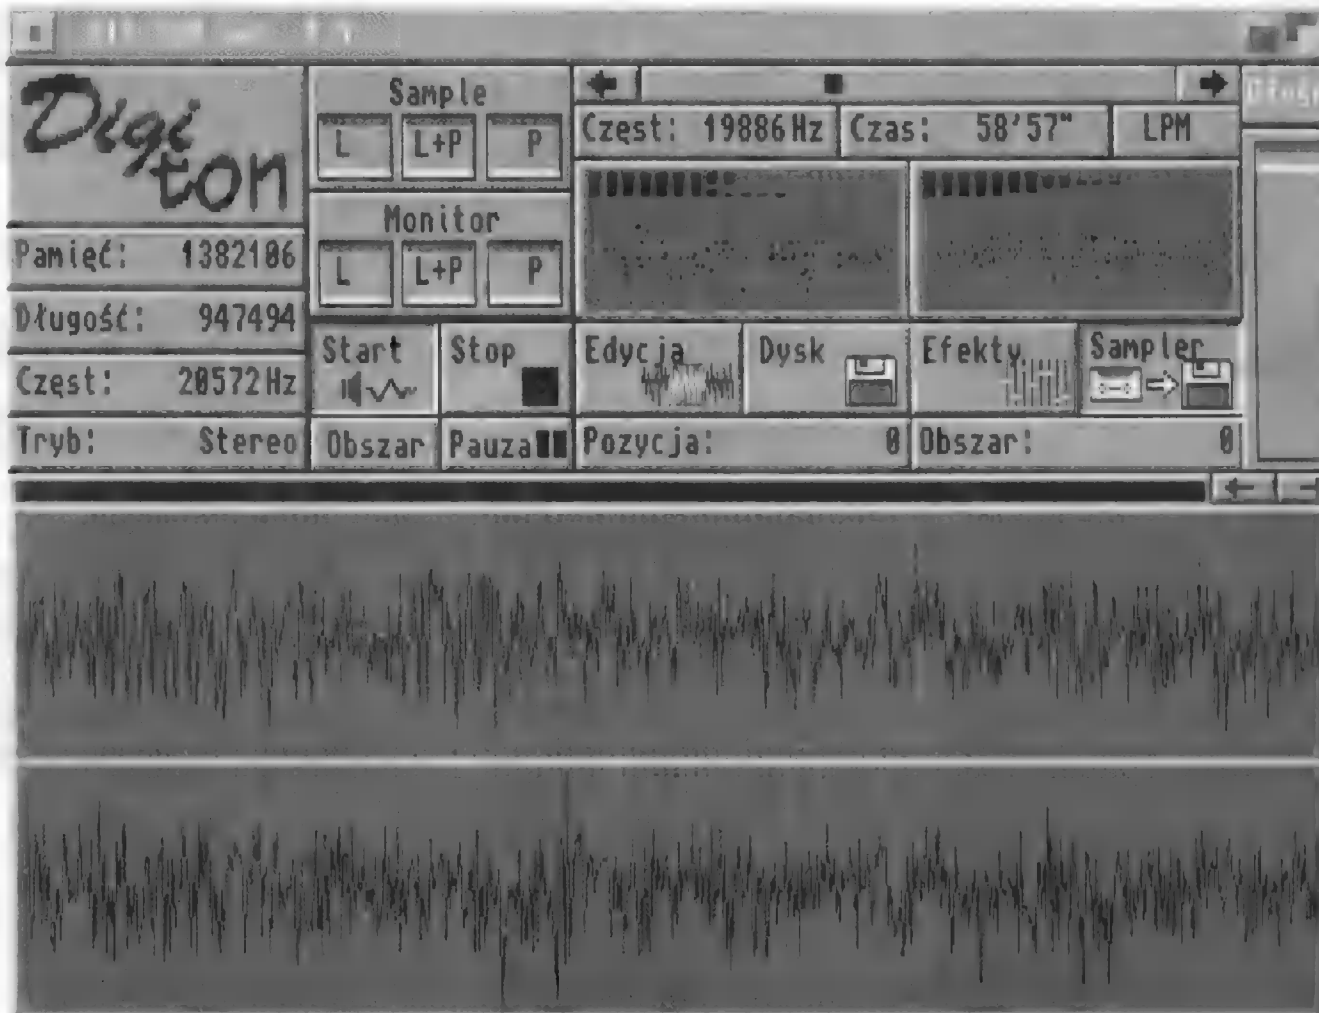 Digi
ton
Pamięć: 1382106
Długość: 947494
Częst: 20572 Hz
Tryb: Stereo
Sample
L L+P P
Monitor
L L+P P
Start Stop
Obszar Pauza
Częst: 19886 Hz Czas: 58'57" LPM
Edycja Dysk Efekty Sampler
Pozycja: 0 Obszar: 0